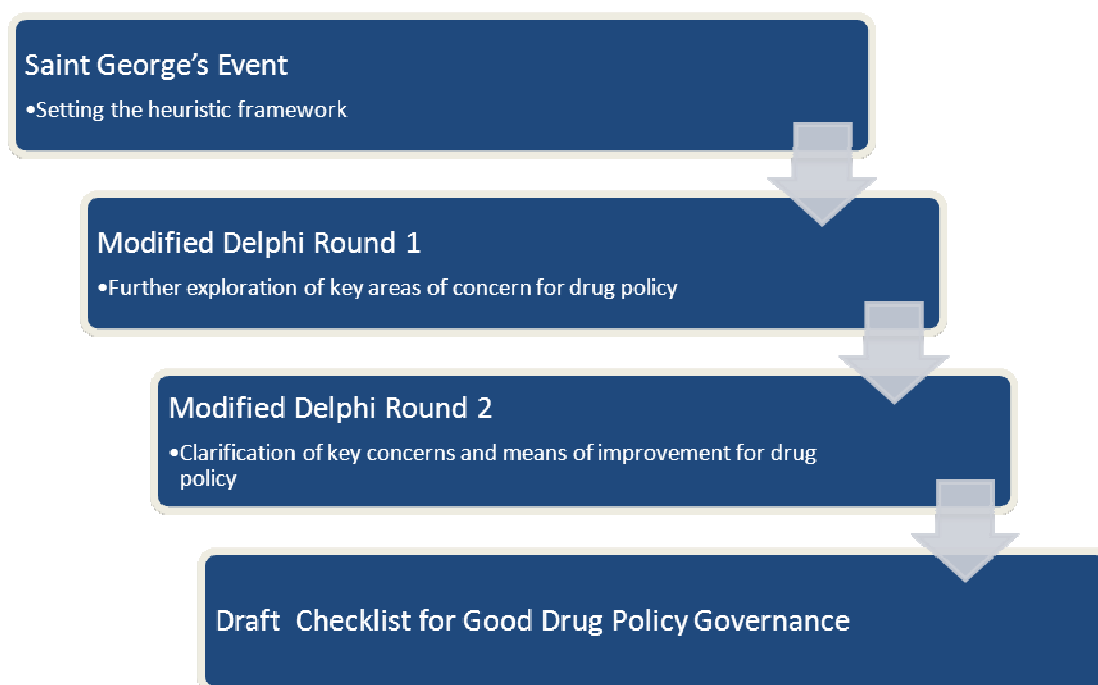 Saint George’s Event
•Setting the heuristic framework
Modified Delphi Round 1
•Further exploration of key areas of concern for drug policy
Modified Delphi Round 2
•Clarification of key concerns and means of improvement for drug
policy
Draft  Checklist for Good Drug Policy Governance